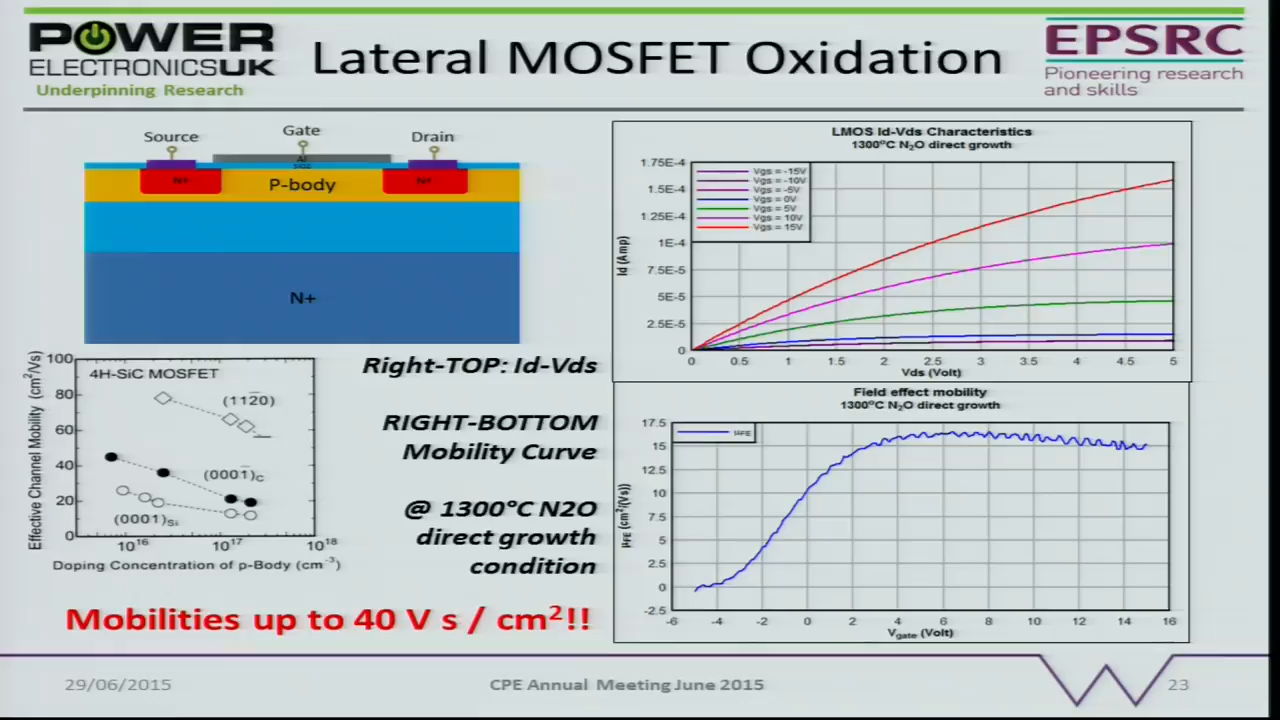 POWER
ELECTRONICSUK
Underpinning Research
Lateral MOSFET Oxidation
EPSRC
Pioneering research
and skills
Source
Gate
Drain
N+
P-body
N+
N+
LMOS Id-Vds Characteristics
1300°C N₂O direct growth
Id (Amp)
1.75E-4
1.5E-4
1.25E-4
1E-4
7.5E-5
5E-5
2.5E-5
0
Vgs = -15V
Vgs = -10V
Vgs = -5V
Vgs = 0V
Vgs = 5V
Vgs = 10V
Vgs = 15V
0 0.5 1 1.5 2 2.5 3 3.5 4 4.5 5
Vds (Volt)
Effective Channel Mobility (cm²/Vs)
100
80
60
40
20
0
4H-SiC MOSFET
(112̄0)
(0001̄)C
(0001)Si
10¹⁶ 10¹⁷ 10¹⁸
Doping Concentration of p-Body (cm⁻³)
Right-TOP: Id-Vds
RIGHT-BOTTOM
Mobility Curve
@ 1300°C N2O
direct growth
condition
Field effect mobility
1300°C N₂O direct growth
μFE (cm²/(Vs))
17.5
15
12.5
10
7.5
5
2.5
0
-2.5
μFE
-6 -4 -2 0 2 4 6 8 10 12 14 16
Vgate (Volt)
Mobilities up to 40 V s / cm²!!
29/06/2015
CPE Annual Meeting June 2015
23